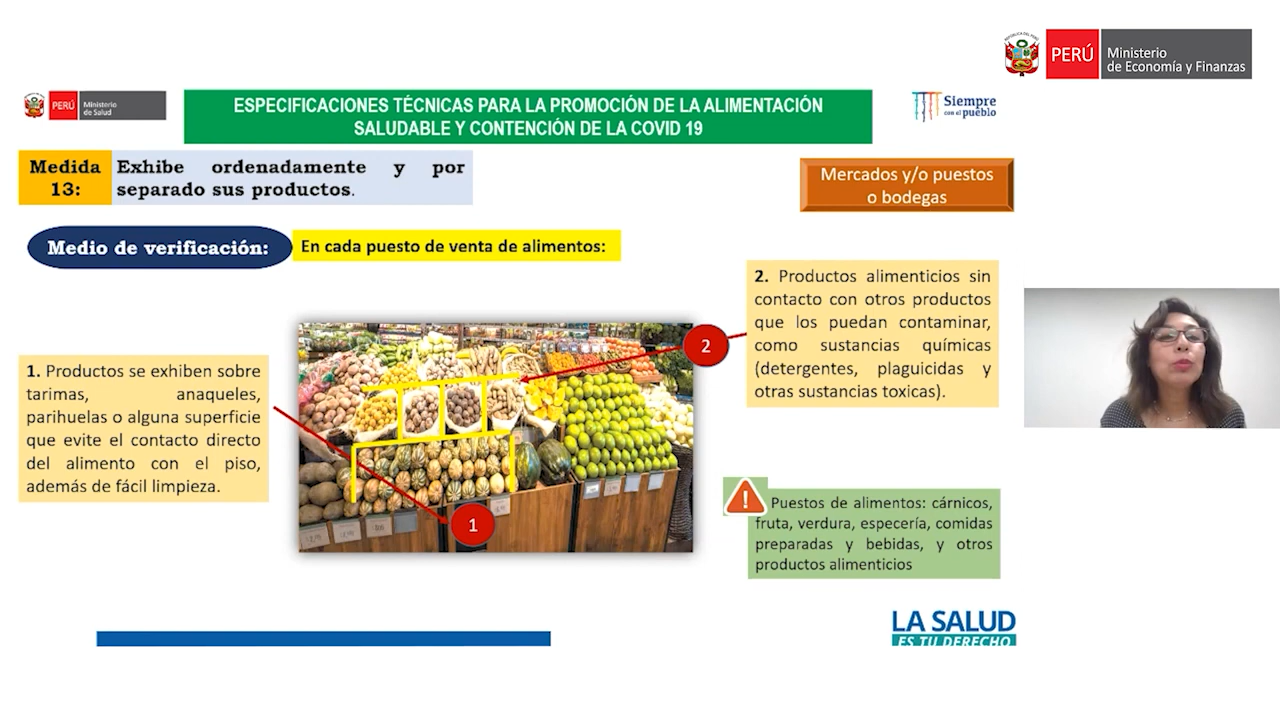 PERÚ
Ministerio
de Economía y Finanzas
PERÚ
Ministerio
de Salud
ESPECIFICACIONES TÉCNICAS PARA LA PROMOCIÓN DE LA ALIMENTACIÓN
SALUDABLE Y CONTENCIÓN DE LA COVID 19
Siempre
con el pueblo
Medida
13:
Exhibe ordenadamente y por
separado sus productos.
Mercados y/o puestos
o bodegas
Medio de verificación:
En cada puesto de venta de alimentos:
1. Productos se exhiben sobre
tarimas, anaqueles,
parihuelas o alguna superficie
que evite el contacto directo
del alimento con el piso,
además de fácil limpieza.
1
2
2. Productos alimenticios sin
contacto con otros productos
que los puedan contaminar,
como sustancias químicas
(detergentes, plaguicidas y
otras sustancias toxicas).
Puestos de alimentos: cárnicos,
fruta, verdura, especería, comidas
preparadas y bebidas, y otros
productos alimenticios
LA SALUD
ES TU DERECHO